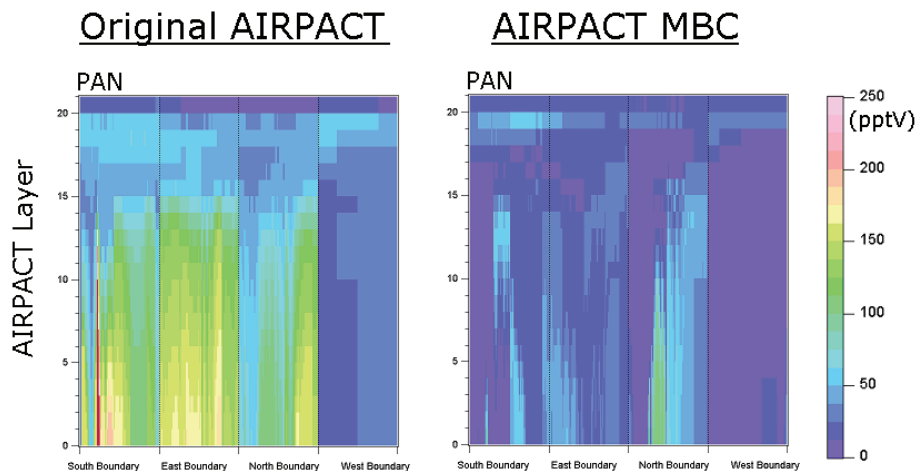 Original AIRPACT
AIRPACT MBC
PAN
PAN
AIRPACT Layer
20
15
10
5
0
South Boundary East Boundary North Boundary West Boundary
20
15
10
5
0
South Boundary East Boundary North Boundary West Boundary
250
(pptV)
200
150
100
50
0